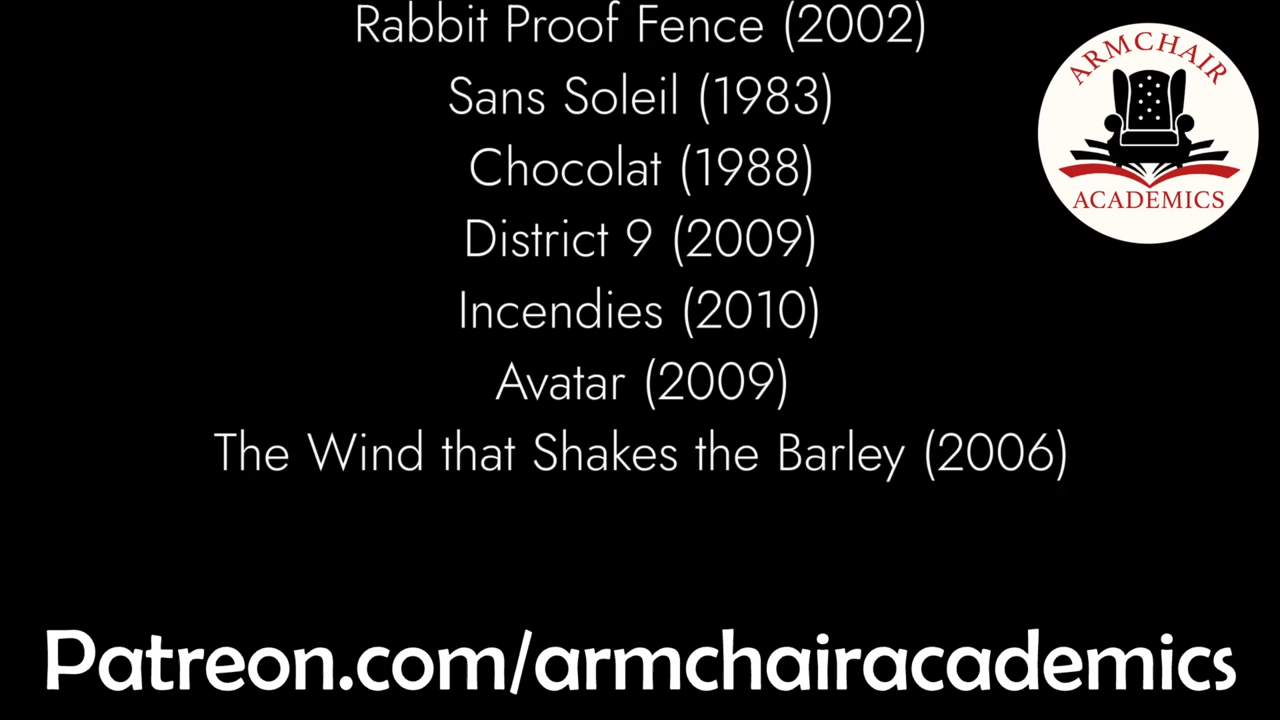 Rabbit Proof Fence (2002)
Sans Soleil (1983)
Chocolat (1988)
District 9 (2009)
Incendies (2010)
Avatar (2009)
The Wind that Shakes the Barley (2006)
ARMCHAIR
ACADEMICS
Patreon.com/armchairacademics